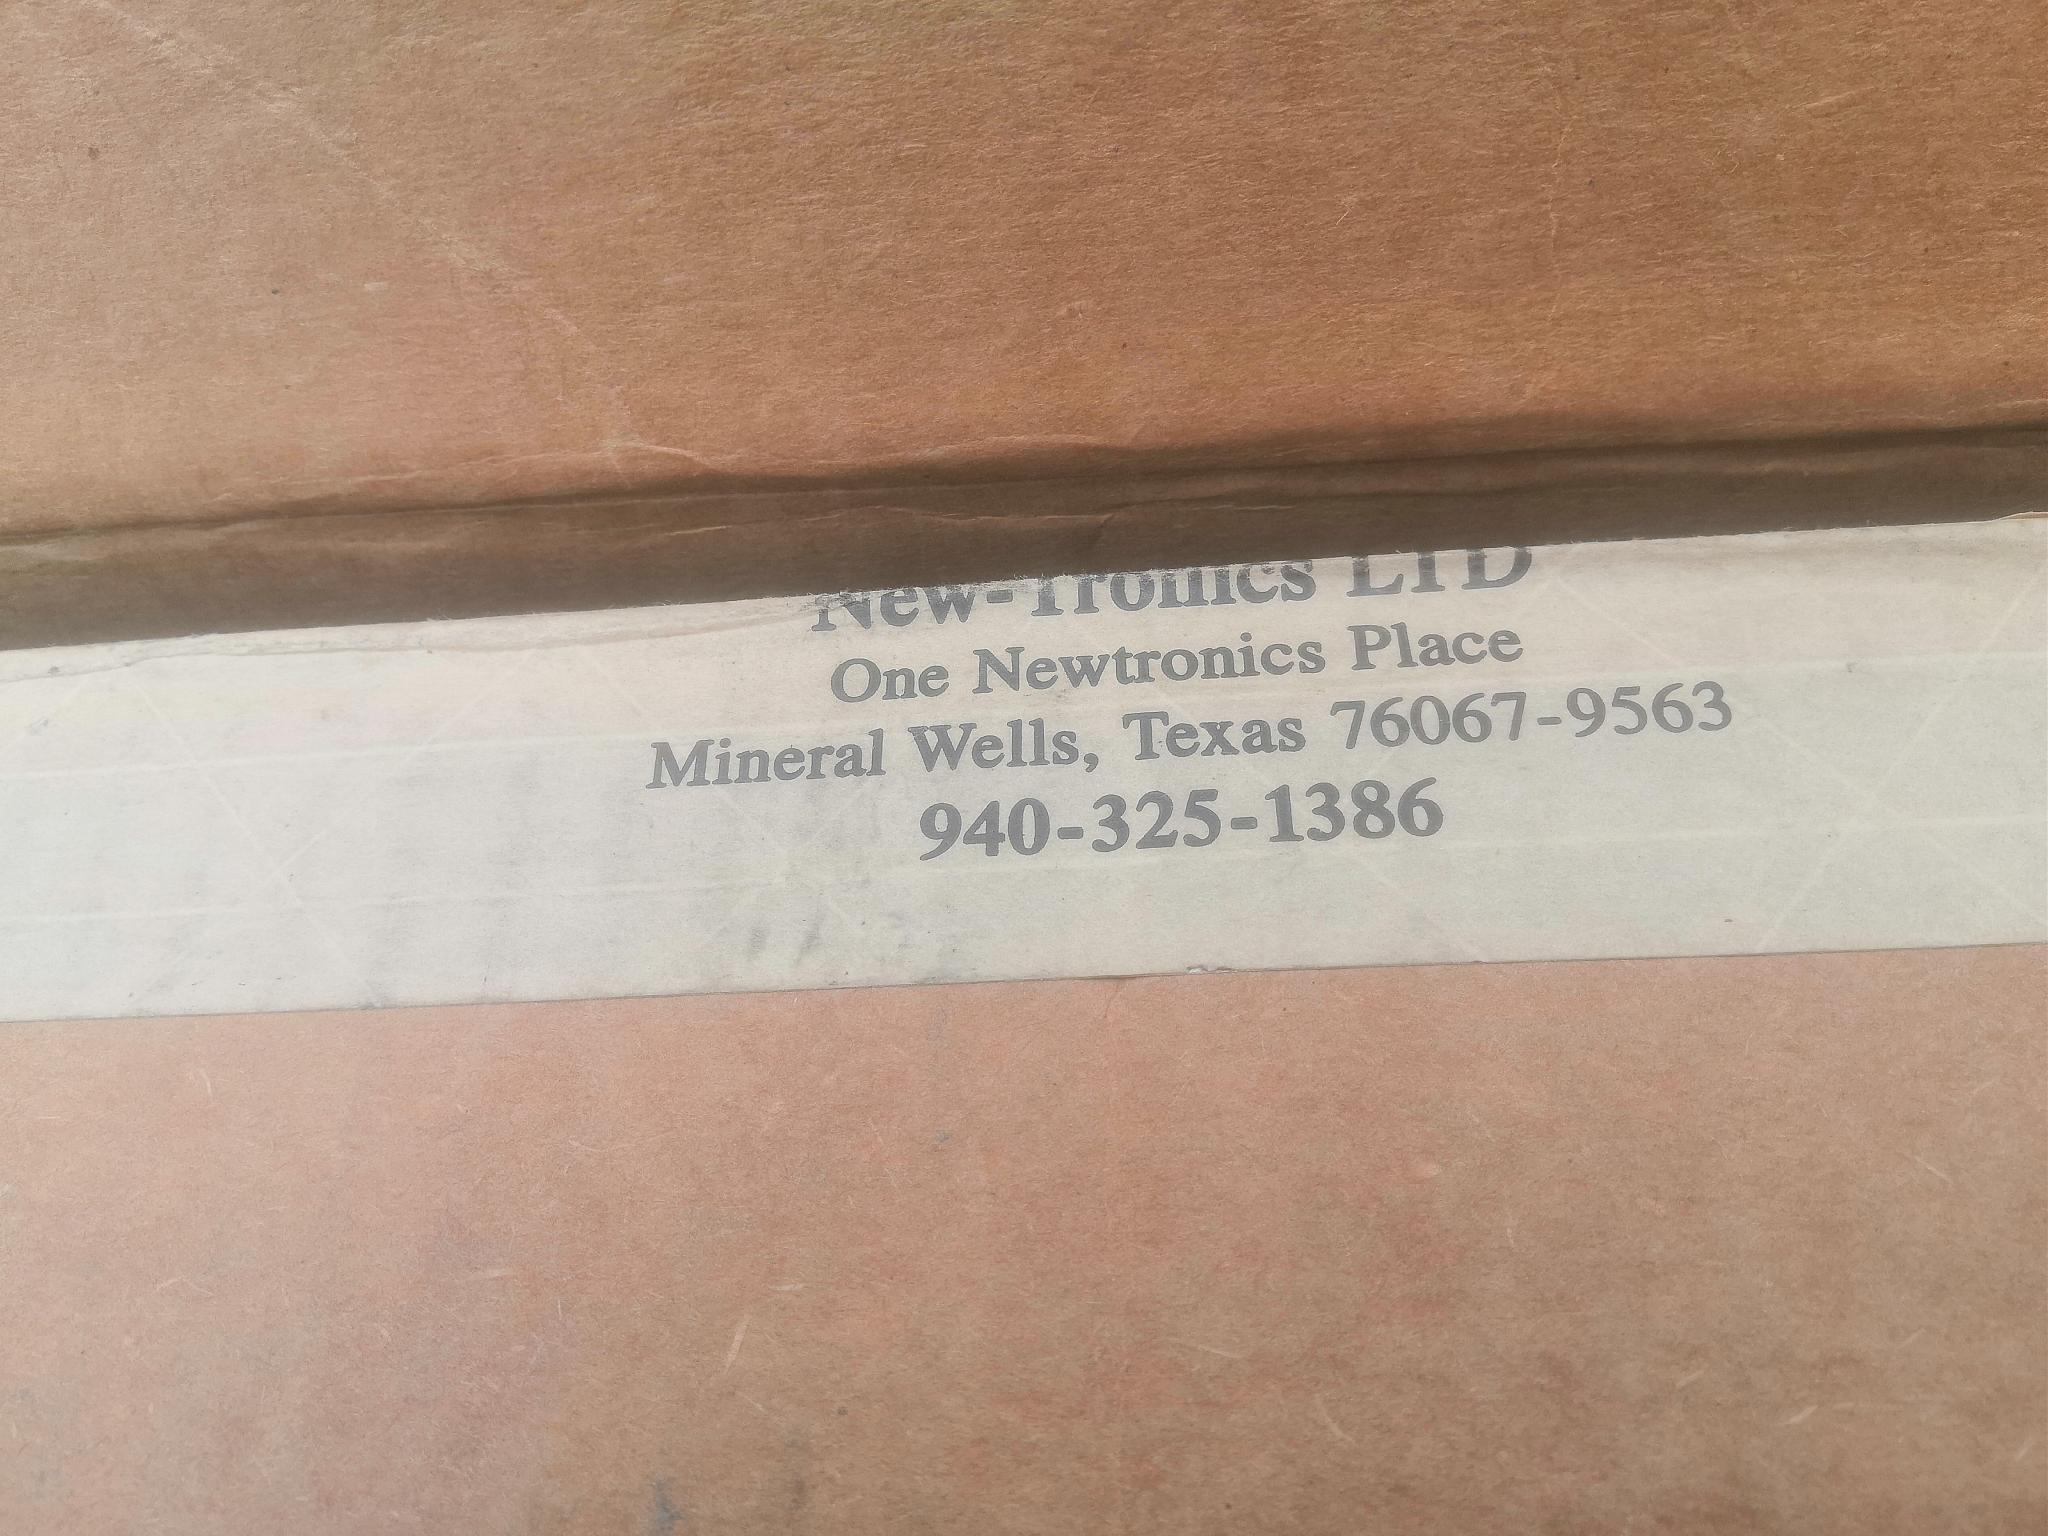 New-Tronics LTD
One Newtronics Place
Mineral Wells, Texas 76067-9563
940-325-1386